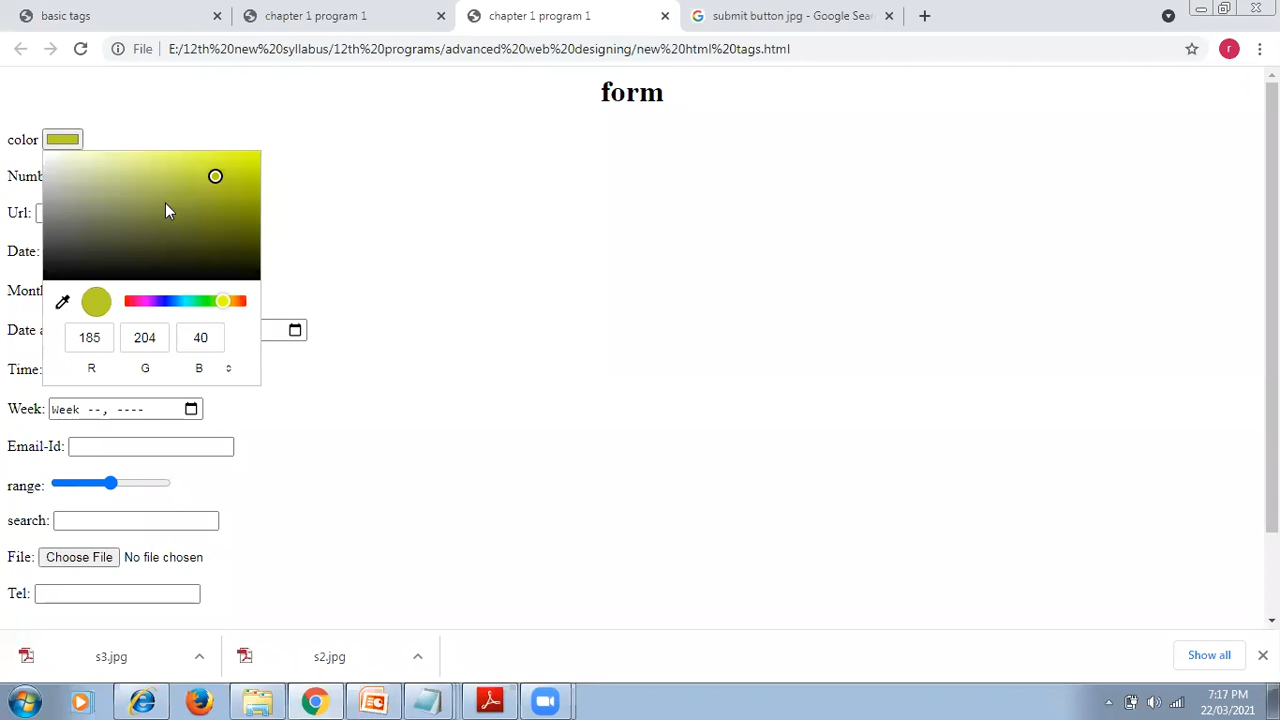 basic tags
chapter 1 program 1
chapter 1 program 1
submit button jpg - Google Sea
File
E:/12th%20new%20syllabus/12th%20programs/advanced%20web%20designing/new%20html%20tags.html
r
form
color
Numb
Url:
Date:
Month
185 204 40
R G B
Date a
Time:
Week: Week --, ----
Email-Id:
range:
search:
File: Choose File No file chosen
Tel:
s3.jpg
s2.jpg
Show all
7:17 PM
22/03/2021